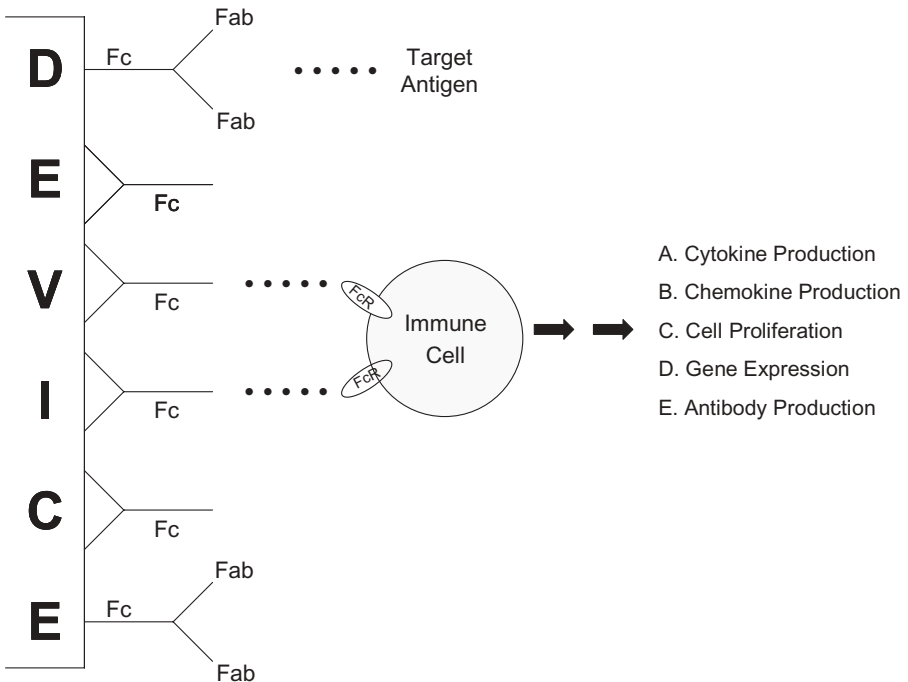 Fab
D
Fc
Fab
Target
Antigen
E
Fc
V
Fc
FcR
I
Fc
FcR
Immune
Cell
A. Cytokine Production
B. Chemokine Production
C. Cell Proliferation
D. Gene Expression
E. Antibody Production
C
Fc
Fab
E
Fc
Fab